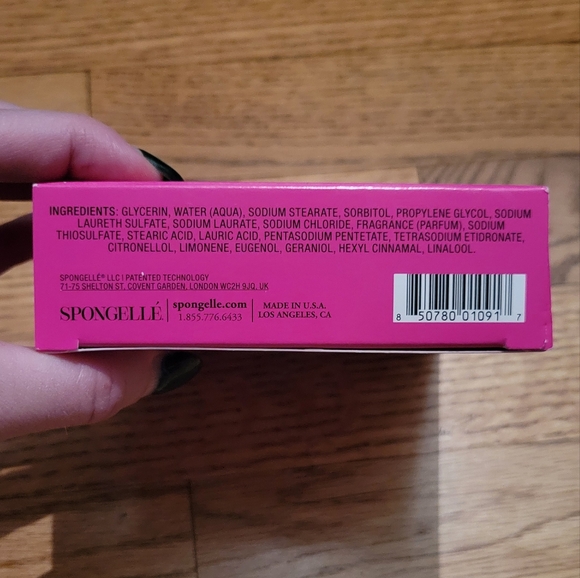 INGREDIENTS: GLYCERIN, WATER (AQUA), SODIUM STEARATE, SORBITOL, PROPYLENE GLYCOL, SODIUM
LAURETH SULFATE, SODIUM LAURATE, SODIUM CHLORIDE, FRAGRANCE (PARFUM), SODIUM
THIOSULFATE, STEARIC ACID, LAURIC ACID, PENTASODIUM PENTETATE, TETRASODIUM ETIDRONATE,
CITRONELLOL, LIMONENE, EUGENOL, GERANIOL, HEXYL CINNAMAL, LINALOOL.
SPONGELLÉ® LLC | PATENTED TECHNOLOGY
71-75 SHELTON ST, COVENT GARDEN, LONDON WC2H 9JQ, UK
SPONGELLÉ.
spongelle.com
1.855.776.6433
MADE IN U.S.A.
LOS ANGELES, CA
8 50780 01091 7